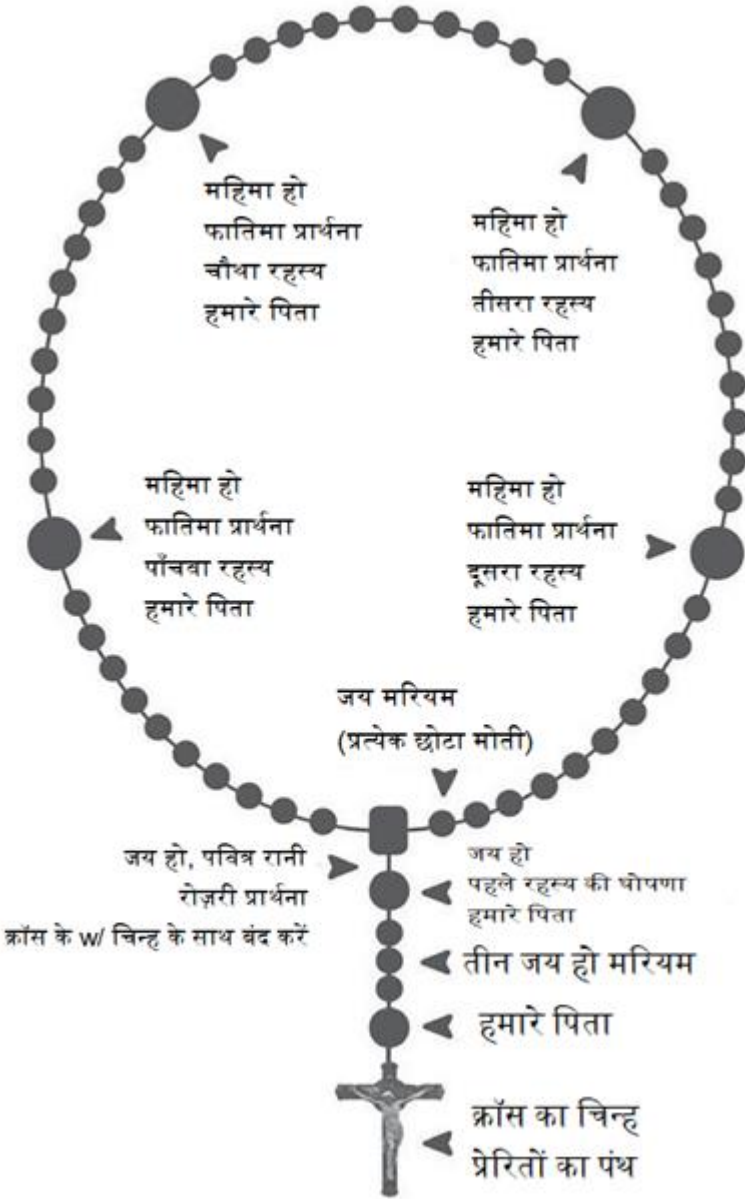 महिमा हो
फातिमा प्रार्थना
चौथा रहस्य
हमारे पिता
महिमा हो
फातिमा प्रार्थना
तीसरा रहस्य
हमारे पिता
महिमा हो
फातिमा प्रार्थना
पाँचवा रहस्य
हमारे पिता
महिमा हो
फातिमा प्रार्थना
दूसरा रहस्य
हमारे पिता
जय मरियम
(प्रत्येक छोटा मोती)
जय हो, पवित्र रानी
रोज़री प्रार्थना
क्रॉस के w/ चिन्ह के साथ बंद करें
जय हो
पहले रहस्य की घोषणा
हमारे पिता
तीन जय हो मरियम
हमारे पिता
क्रॉस का चिन्ह
प्रेरितों का पंथ